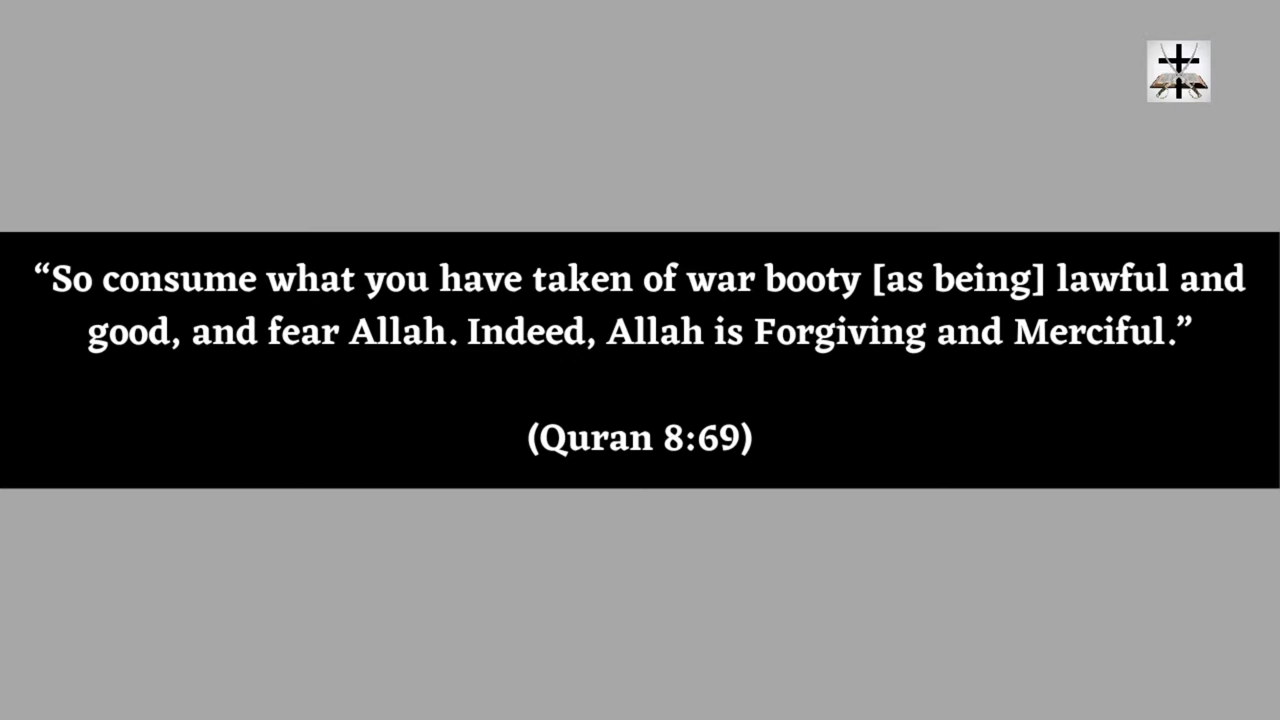 “So consume what you have taken of war booty [as being] lawful and
good, and fear Allah. Indeed, Allah is Forgiving and Merciful.”
(Quran 8:69)